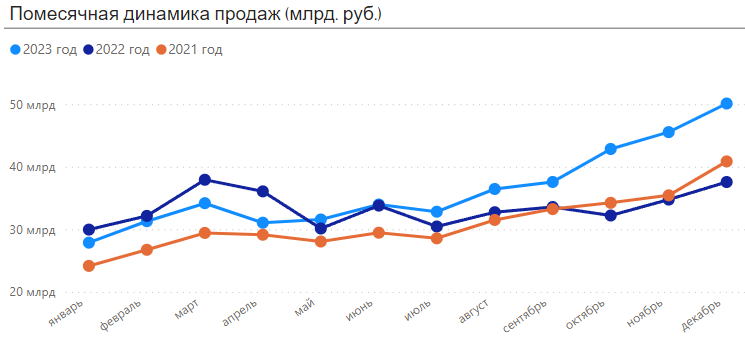 Помесячная динамика продаж (млрд. руб.)
2023 год 2022 год 2021 год
50 млрд
40 млрд
30 млрд
20 млрд
январь февраль март апрель май июнь июль август сентябрь октябрь ноябрь декабрь